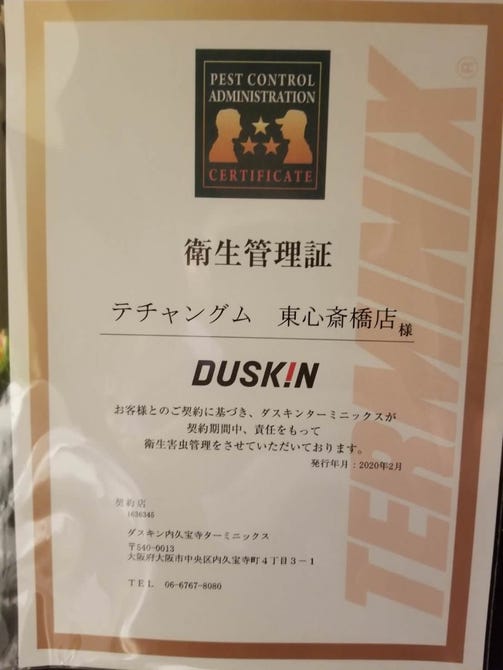 PEST CONTROL
ADMINISTRATION
CERTIFICATE
TERMINIX®
衛生管理証
テチャングム 東心斎橋店様
DUSK!N
お客様とのご契約に基づき、ダスキンターミニックスが
契約期間中、責任をもって
衛生害虫管理をさせていただいております。
発行年月：2020年2月
契約店
1636345
ダスキン内久宝寺ターミニックス
〒540-0013
大阪府大阪市中央区内久宝寺町４丁目３－１
ＴＥＬ 06-6767-8080